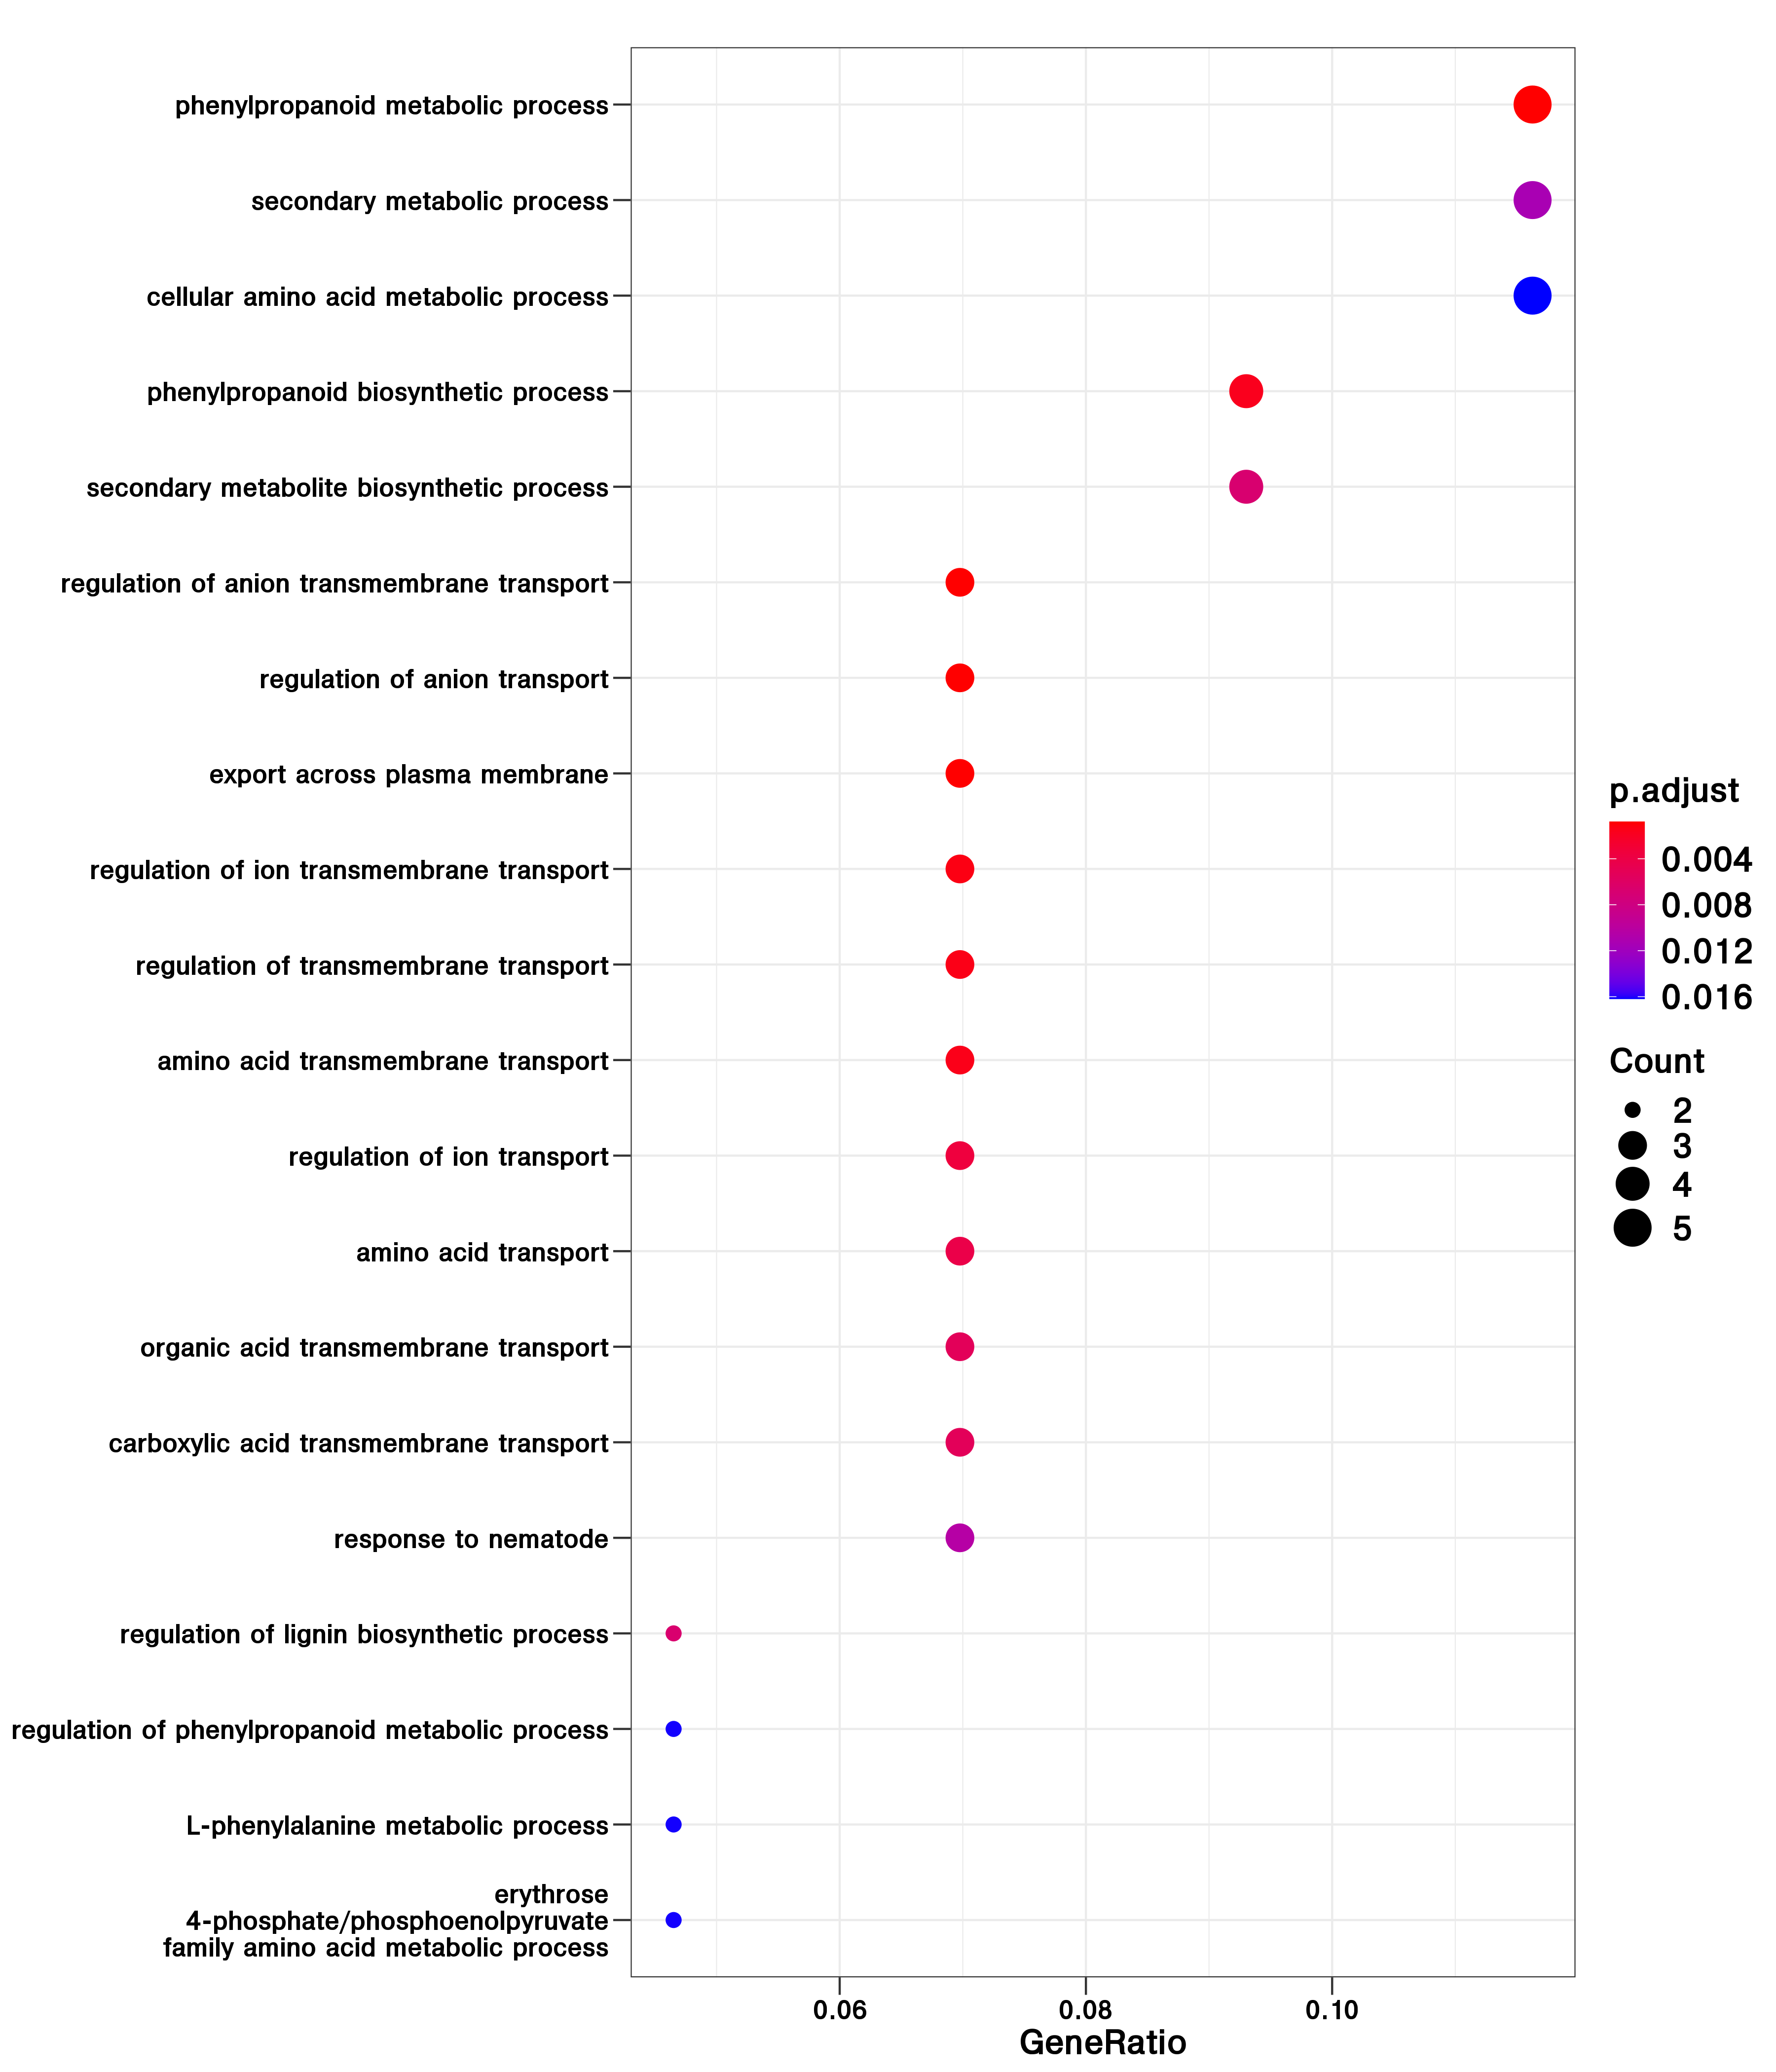 phenylpropanoid metabolic process
secondary metabolic process
cellular amino acid metabolic process
phenylpropanoid biosynthetic process
secondary metabolite biosynthetic process
regulation of anion transmembrane transport
regulation of anion transport
export across plasma membrane
regulation of ion transmembrane transport
regulation of transmembrane transport
amino acid transmembrane transport
regulation of ion transport
amino acid transport
organic acid transmembrane transport
carboxylic acid transmembrane transport
response to nematode
regulation of lignin biosynthetic process
regulation of phenylpropanoid metabolic process
L-phenylalanine metabolic process
erythrose
4-phosphate/phosphoenolpyruvate
family amino acid metabolic process
0.06 0.08 0.10
GeneRatio
p.adjust
0.004
0.008
0.012
0.016
Count
2
3
4
5